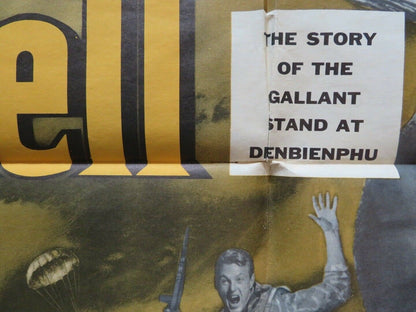 ell
THE STORY
OF THE
GALLANT
STAND AT
DENBIENPHU